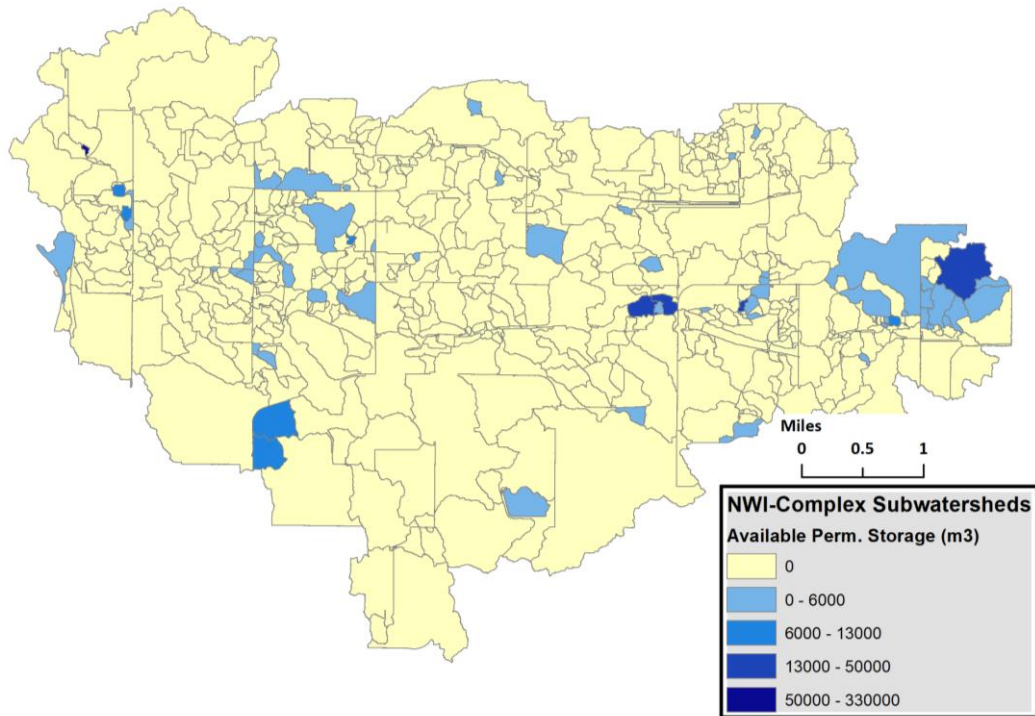 Miles
0 0.5 1
NWI-Complex Subwatersheds
Available Perm. Storage (m3)
0
0 - 6000
6000 - 13000
13000 - 50000
50000 - 330000